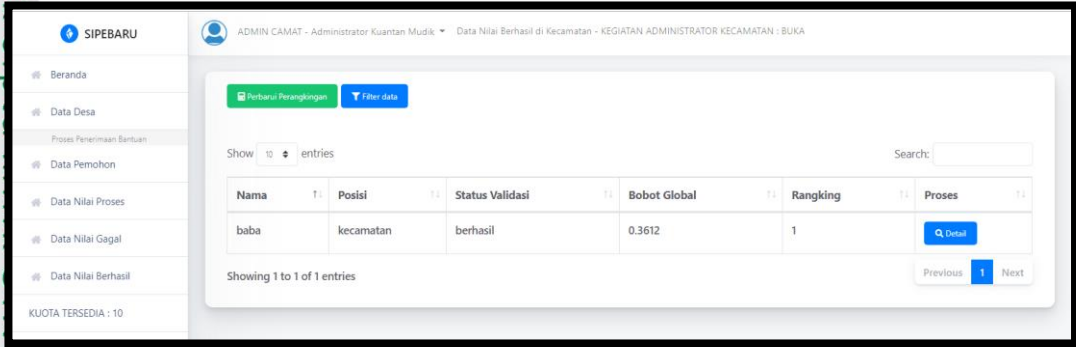 SIPEBARU
ADMIN CAMAT - Administrator Kuantan Mudik Data Nilai Berhasil di Kecamatan - KEGIATAN ADMINISTRATOR KECAMATAN : BUKA
Beranda
Data Desa
Proses Penerimaan Bantuan
Data Pemohon
Data Nilai Proses
Data Nilai Gagal
Data Nilai Berhasil
KUOTA TERSEDIA : 10
Perbarui Perangkingan Filter data
Show 10 entries Search:
Nama Posisi Status Validasi Bobot Global Rangking Proses
baba kecamatan berhasil 0.3612 1 Detail
Showing 1 to 1 of 1 entries Previous 1 Next